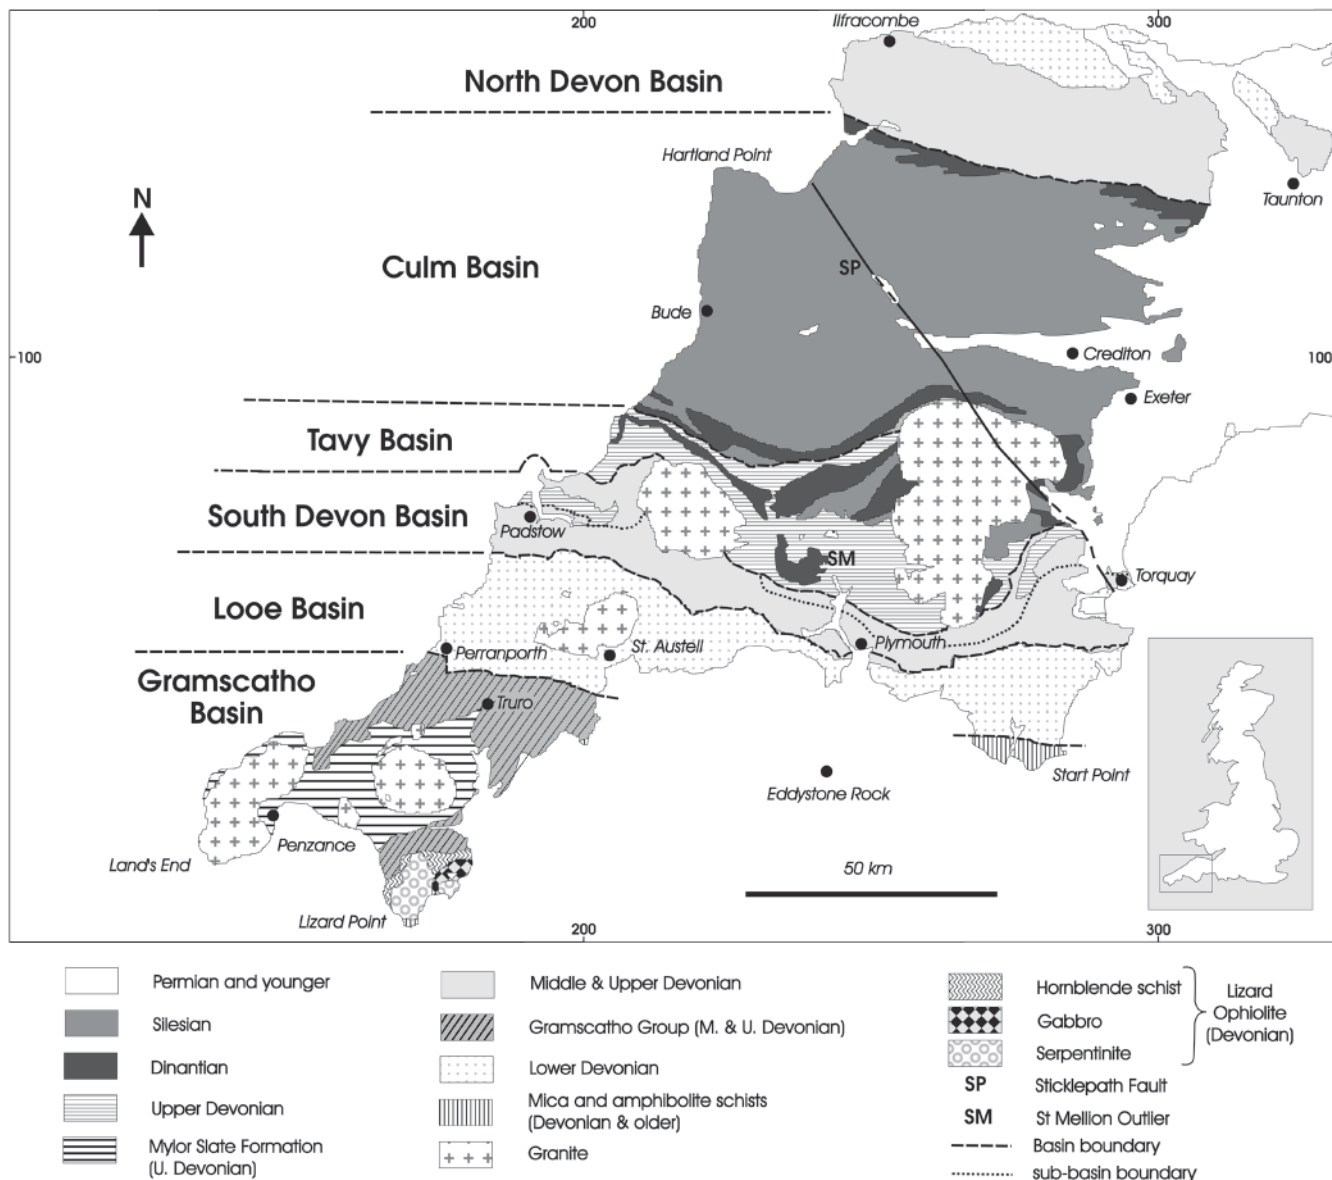 200
300
Ilfracombe
North Devon Basin
Hartland Point
Taunton
N
Culm Basin
SP
Bude
100
Crediton
100
Exeter
Tavy Basin
South Devon Basin
Padstow
SM
Torquay
Looe Basin
Perranporth
St. Austell
Plymouth
Gramscatho
Basin
Truro
Start Point
Eddystone Rock
Penzance
Land's End
50 km
Lizard Point
200
300
Permian and younger
Silesian
Dinantian
Upper Devonian
Mylor Slate Formation
(U. Devonian)
Middle & Upper Devonian
Gramscatho Group (M. & U. Devonian)
Lower Devonian
Mica and amphibolite schists
(Devonian & older)
Granite
Hornblende schist
Gabbro
Serpentinite
Lizard
Ophiolite
(Devonian)
SP Sticklepath Fault
SM St Mellion Outlier
Basin boundary
sub-basin boundary